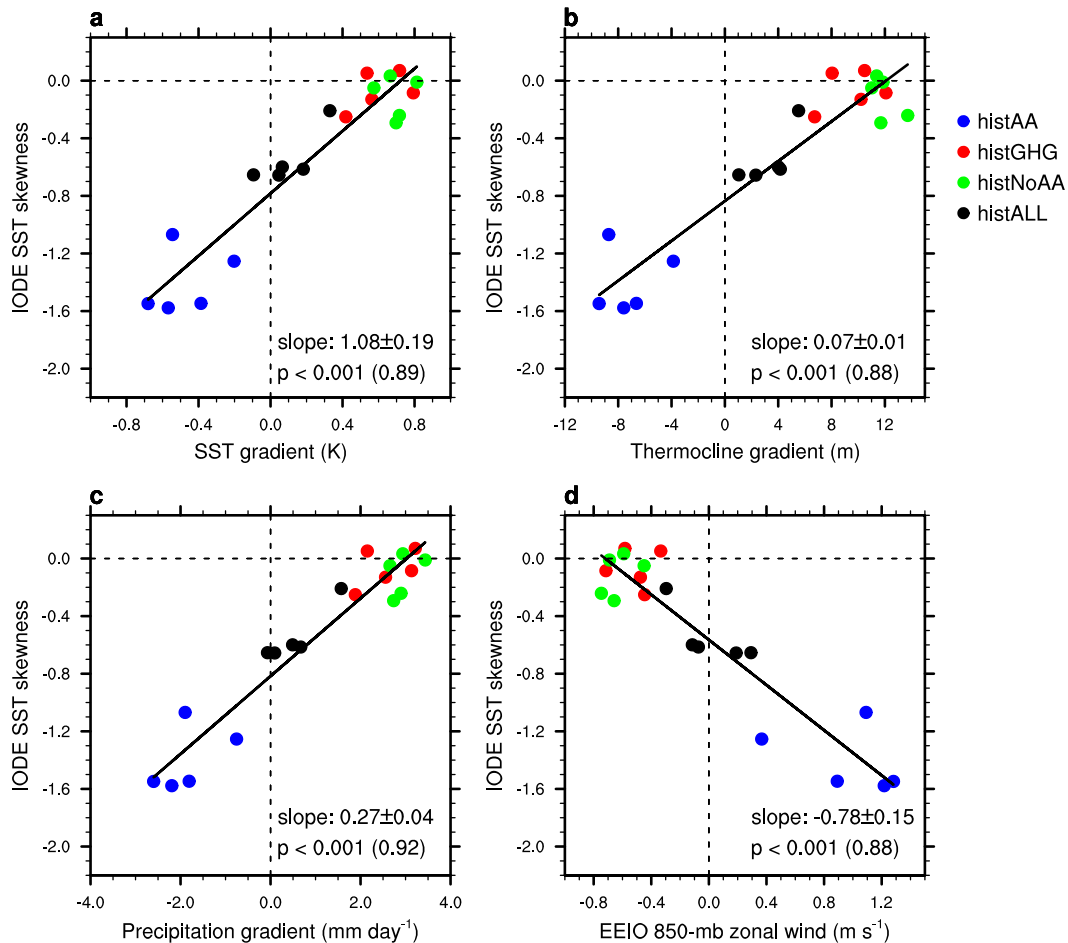 a
0.0
-0.4
-0.8
-1.2
-1.6
-2.0
IODE SST skewness
slope: 1.08±0.19
p < 0.001 (0.89)
-0.8 -0.4 0.0 0.4 0.8
SST gradient (K)
b
0.0
-0.4
-0.8
-1.2
-1.6
-2.0
IODE SST skewness
slope: 0.07±0.01
p < 0.001 (0.88)
-12 -8 -4 0 4 8 12
Thermocline gradient (m)
histAA
histGHG
histNoAA
histALL
c
0.0
-0.4
-0.8
-1.2
-1.6
-2.0
IODE SST skewness
slope: 0.27±0.04
p < 0.001 (0.92)
-4.0 -2.0 0.0 2.0 4.0
Precipitation gradient (mm day⁻¹)
d
0.0
-0.4
-0.8
-1.2
-1.6
-2.0
IODE SST skewness
slope: -0.78±0.15
p < 0.001 (0.88)
-0.8 -0.4 0.0 0.4 0.8 1.2
EEIO 850-mb zonal wind (m s⁻¹)